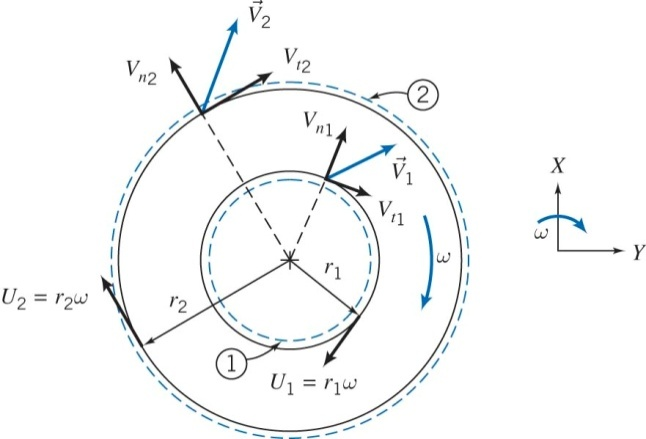 V⃗2
Vn2
Vt2
2
Vn1
V⃗1
Vt1
X
ω
Y
ω
r1
r2
U2 = r2ω
1
U1 = r1ω